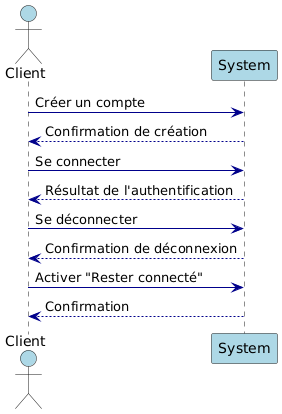 Client
System
Créer un compte
Confirmation de création
Se connecter
Résultat de l'authentification
Se déconnecter
Confirmation de déconnexion
Activer "Rester connecté"
Confirmation
Client
System